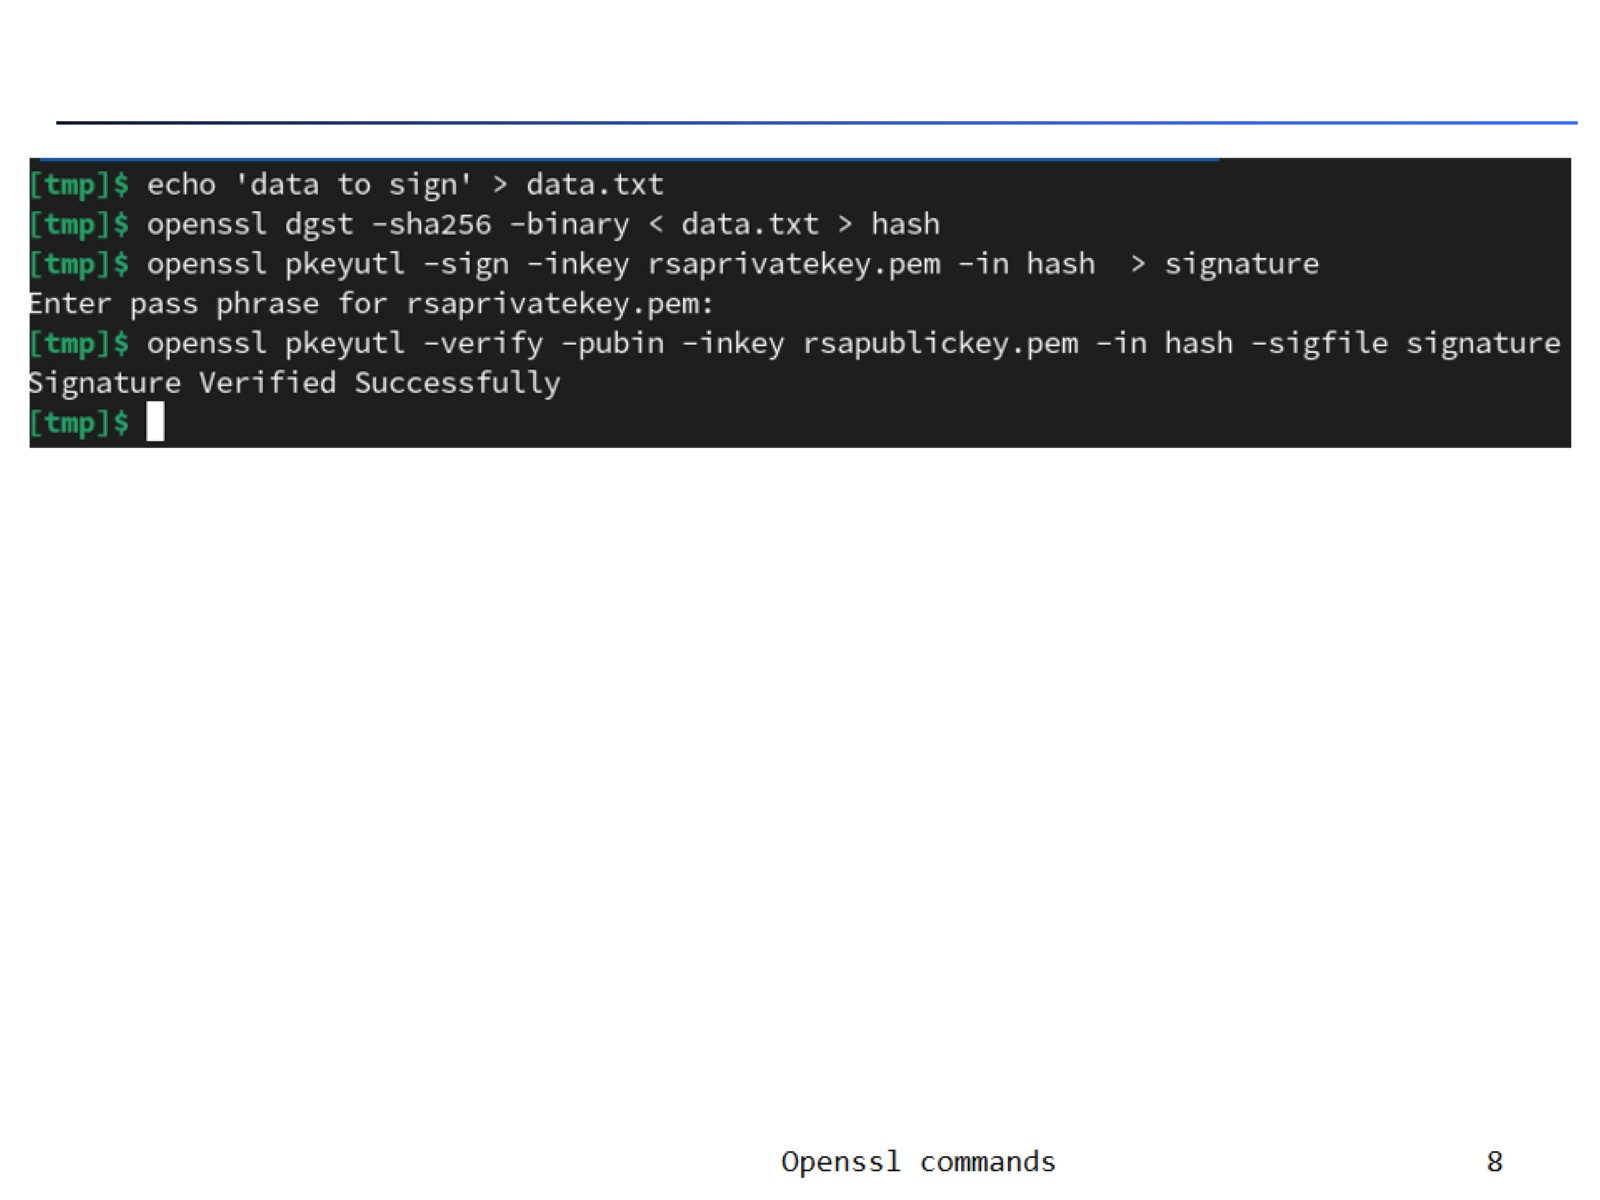 [tmp]$ echo 'data to sign' > data.txt
[tmp]$ openssl dgst -sha256 -binary < data.txt > hash
[tmp]$ openssl pkeyutl -sign -inkey rsaprivatekey.pem -in hash  > signature
Enter pass phrase for rsaprivatekey.pem:
[tmp]$ openssl pkeyutl -verify -pubin -inkey rsapublickey.pem -in hash -sigfile signature
Signature Verified Successfully
[tmp]$
Openssl commands
8